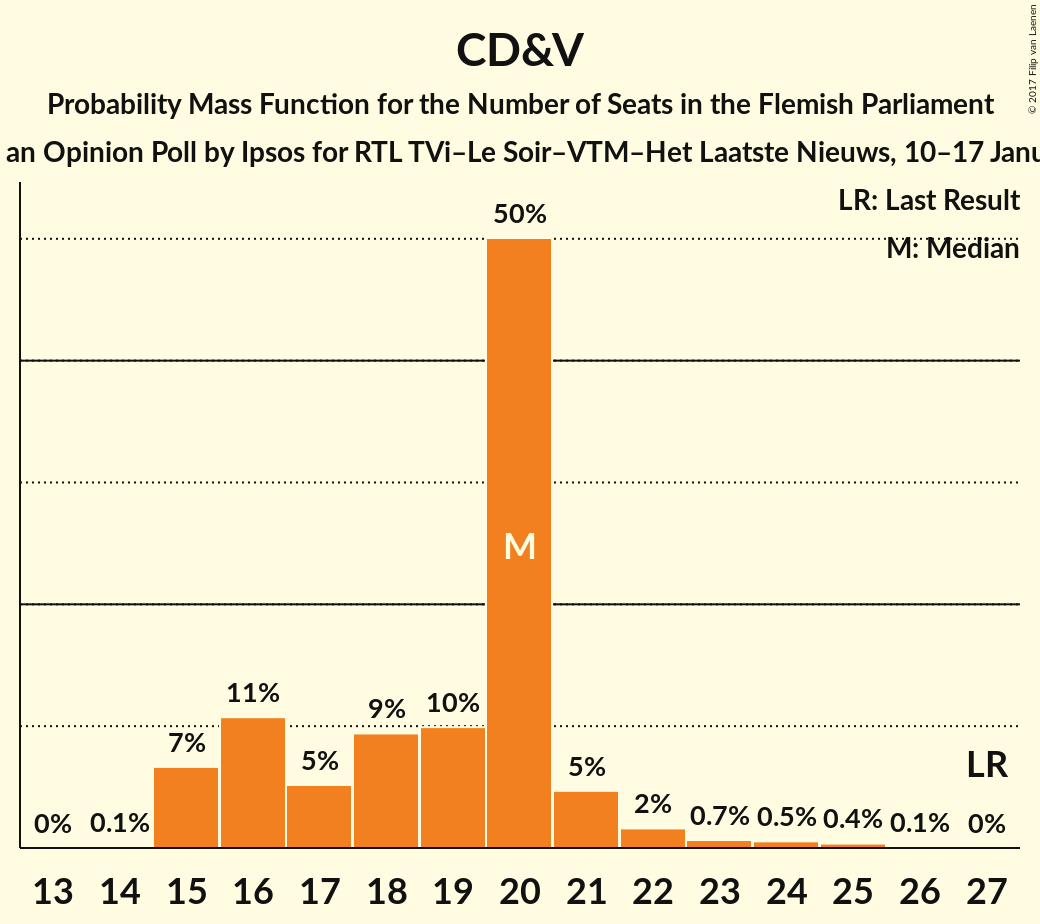 CD&V
Probability Mass Function for the Number of Seats in the Flemish Parliament
an Opinion Poll by Ipsos for RTL TVi–Le Soir–VTM–Het Laatste Nieuws, 10–17 Janu
© 2017 Filip van Laenen
LR: Last Result
M: Median
50%
M
11%
10%
9%
7%
5%
5%
2%
LR
0%
0.1%
0.7%
0.5%
0.4%
0.1%
0%
13 14 15 16 17 18 19 20 21 22 23 24 25 26 27